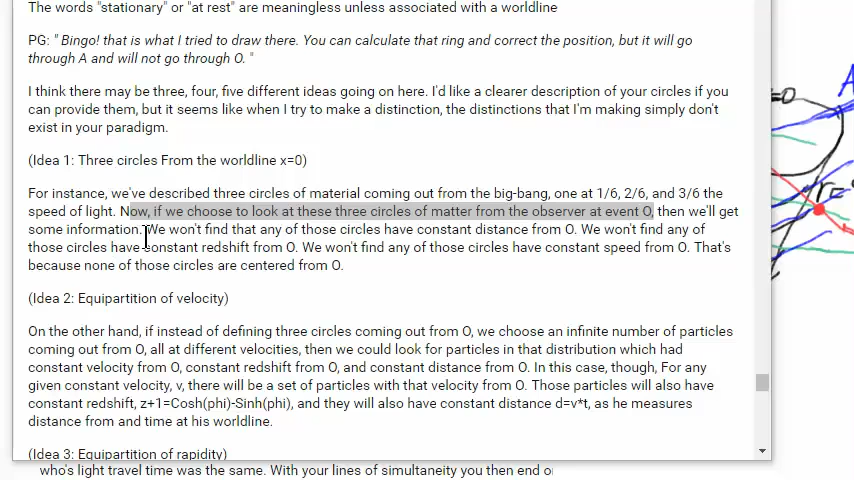 The words "stationary" or "at rest" are meaningless unless associated with a worldline
PG: " Bingo! that is what I tried to draw there. You can calculate that ring and correct the position, but it will go
through A and will not go through O. "
I think there may be three, four, five different ideas going on here. I'd like a clearer description of your circles if you
can provide them, but it seems like when I try to make a distinction, the distinctions that I'm making simply don't
exist in your paradigm.
(Idea 1: Three circles From the worldline x=0)
For instance, we've described three circles of material coming out from the big-bang, one at 1/6, 2/6, and 3/6 the
speed of light. Now, if we choose to look at these three circles of matter from the observer at event O, then we'll get
some information. We won't find that any of those circles have constant distance from O. We won't find any of
those circles have constant redshift from O. We won't find any of those circles have constant speed from O. That's
because none of those circles are centered from O.
(Idea 2: Equipartition of velocity)
On the other hand, if instead of defining three circles coming out from O, we choose an infinite number of particles
coming out from O, all at different velocities, then we could look for particles in that distribution which had
constant velocity from O, constant redshift from O, and constant distance from O. In this case, though, For any
given constant velocity, v, there will be a set of particles with that velocity from O. Those particles will also have
constant redshift, z+1=Cosh(phi)-Sinh(phi), and they will also have constant distance d=v*t, as he measures
distance from and time at his worldline.
(Idea 3: Equipartition of rapidity)
who's light travel time was the same. With your lines of simultaneity you then end